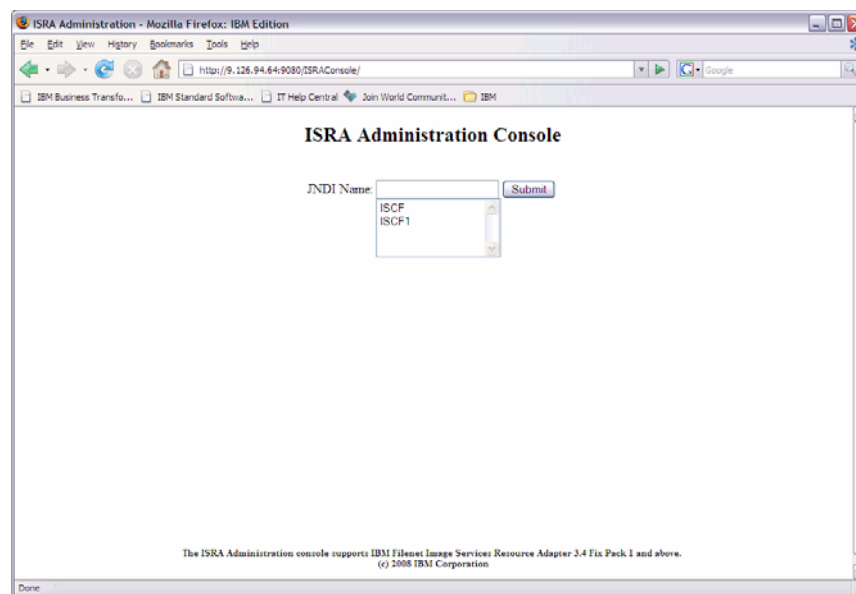 ISRA Administration - Mozilla Firefox: IBM Edition
File Edit View History Bookmarks Tools Help
http://9.126.94.64:9080/ISRAConsole/
Google
IBM Business Transfo... IBM Standard Softwa... IT Help Central Join World Communit... IBM
ISRA Administration Console
JNDI Name: Submit
ISCF
ISCF1
The ISRA Administration console supports IBM Filenet Image Services Resource Adapter 3.4 Fix Pack 1 and above.
(c) 2008 IBM Corporation
Done